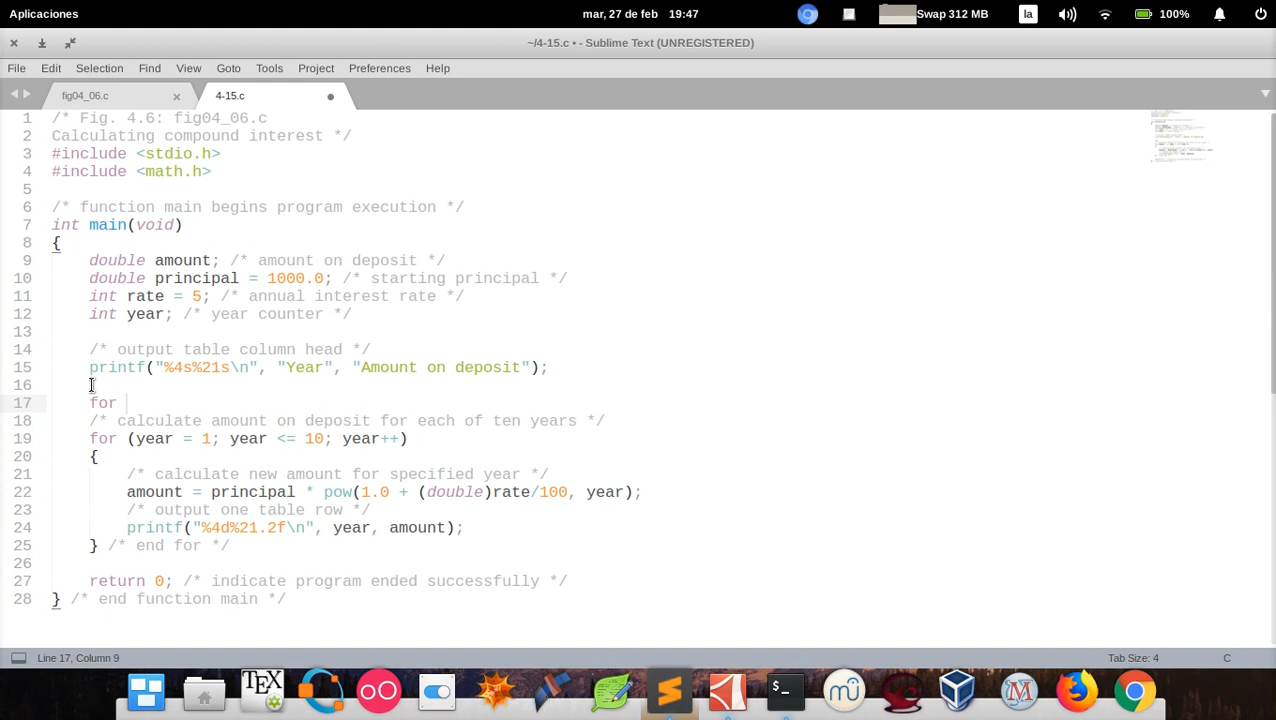 Aplicaciones
mar, 27 de feb 19:47
Swap 312 MB
la
100%
~/4-15.c • - Sublime Text (UNREGISTERED)
File Edit Selection Find View Goto Tools Project Preferences Help
fig04_06.c
4-15.c
1 /* Fig. 4.6: fig04_06.c
2 Calculating compound interest */
3 #include <stdio.h>
4 #include <math.h>
5
6 /* function main begins program execution */
7 int main(void)
8 {
9 double amount; /* amount on deposit */
10 double principal = 1000.0; /* starting principal */
11 int rate = 5; /* annual interest rate */
12 int year; /* year counter */
13
14 /* output table column head */
15 printf("%4s%21s\n", "Year", "Amount on deposit");
16
17 for
18 /* calculate amount on deposit for each of ten years */
19 for (year = 1; year <= 10; year++)
20 {
21 /* calculate new amount for specified year */
22 amount = principal * pow(1.0 + (double)rate/100, year);
23 /* output one table row */
24 printf("%4d%21.2f\n", year, amount);
25 } /* end for */
26
27 return 0; /* indicate program ended successfully */
28 } /* end function main */
Line 17, Column 9
Tab Size: 4
C
TEX